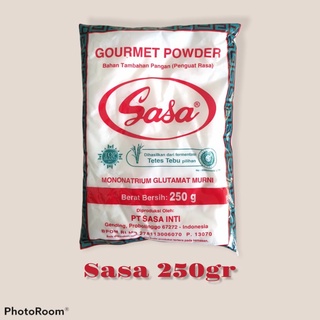 GOURMET POWDER
Bahan Tambahan Pangan (Penguat Rasa)
Sasa®
Dihasilkan dari fermentasi
Tetes Tebu pilihan
MONONATRIUM GLUTAMAT MURNI
Berat Bersih: 250 g
Diproduksi Oleh:
PT SASA INTI
Gending, Probolinggo 67272 - Indonesia
Sasa 250gr
PhotoRoom®